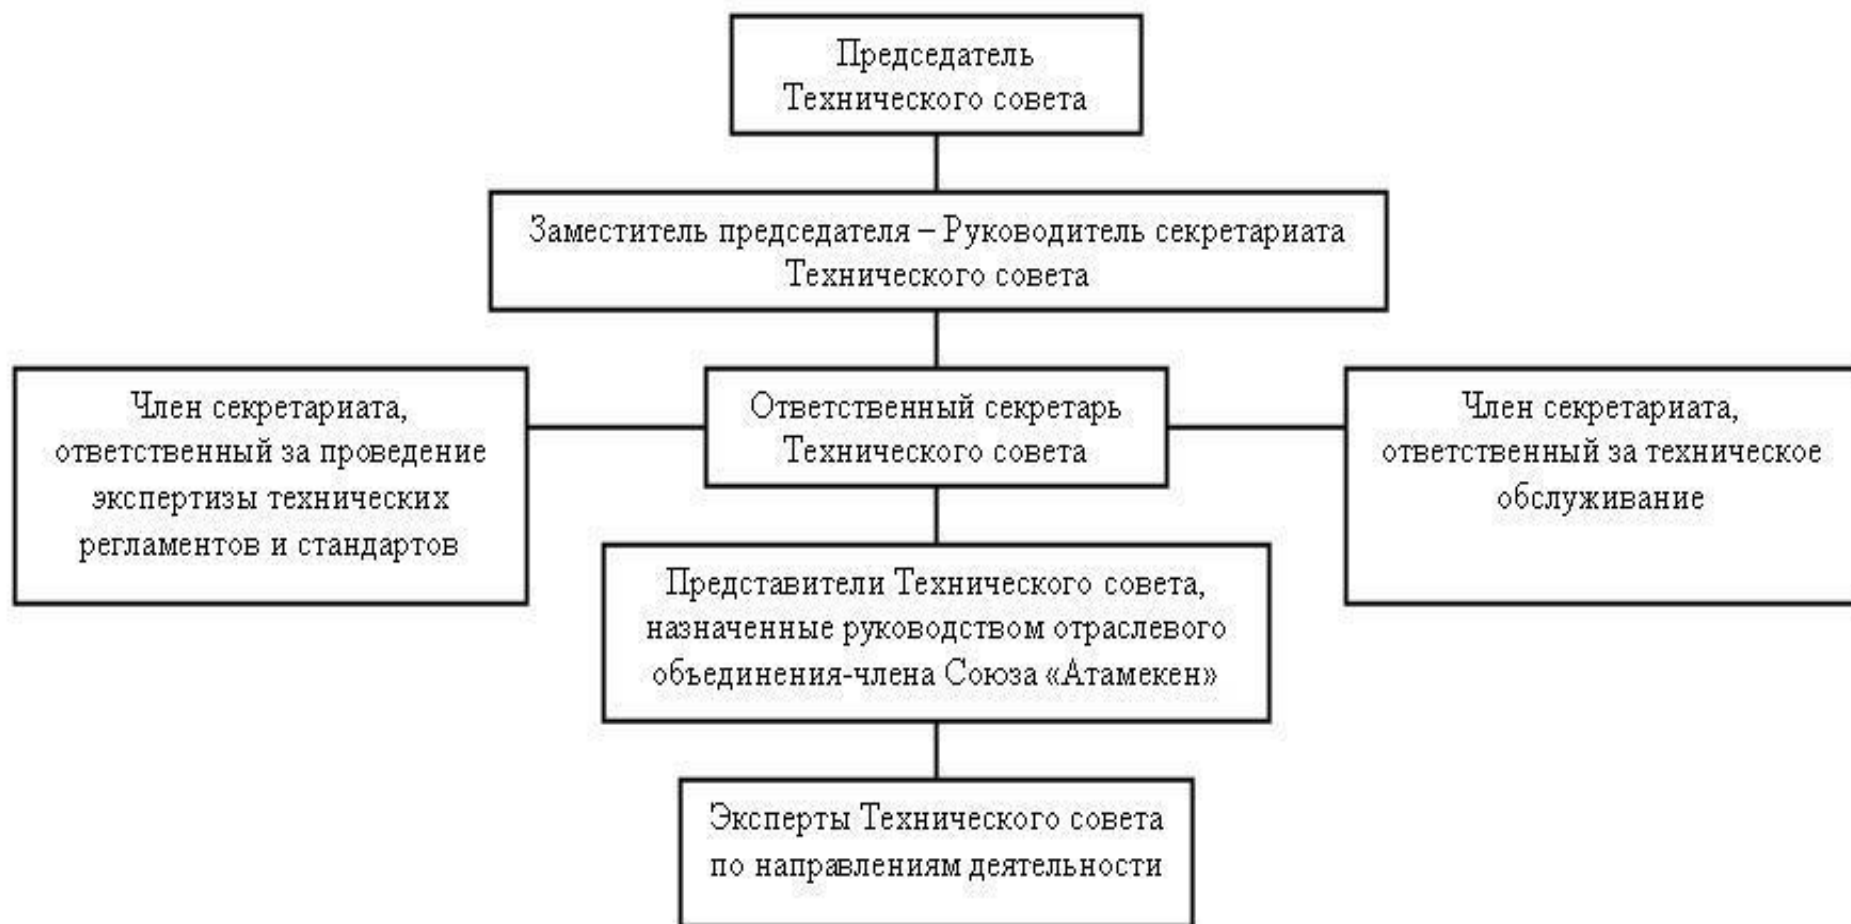 Председатель
Технического совета
Заместитель председателя – Руководитель секретариата
Технического совета
Член секретариата,
ответственный за проведение
экспертизы технических
регламентов и стандартов
Ответственный секретарь
Технического совета
Член секретариата,
ответственный за техническое
обслуживание
Представители Технического совета,
назначенные руководством отраслевого
объединения-члена Союза «Атамекен»
Эксперты Технического совета
по направлениям деятельности